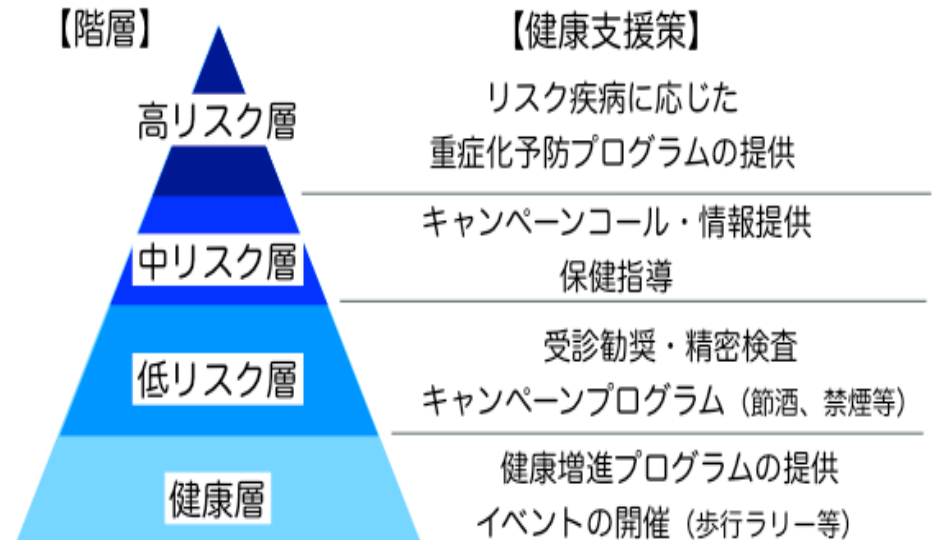 【階層】
【健康支援策】
高リスク層
リスク疾病に応じた
重症化予防プログラムの提供
中リスク層
キャンペーンコール・情報提供
保健指導
低リスク層
受診勧奨・精密検査
キャンペーンプログラム（節酒、禁煙等）
健康層
健康増進プログラムの提供
イベントの開催（歩行ラリー等）